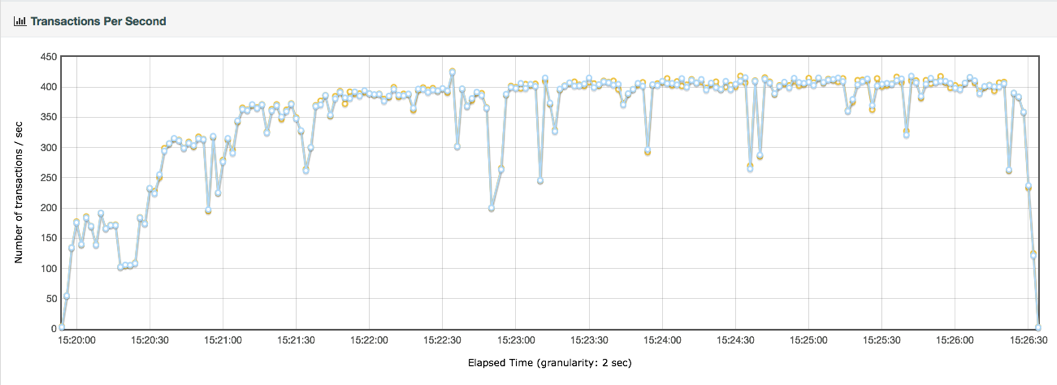 Transactions Per Second
450
400
350
300
250
200
150
100
50
0
Number of transactions / sec
15:20:00 15:20:30 15:21:00 15:21:30 15:22:00 15:22:30 15:23:00 15:23:30 15:24:00 15:24:30 15:25:00 15:25:30 15:26:00 15:26:30
Elapsed Time (granularity: 2 sec)